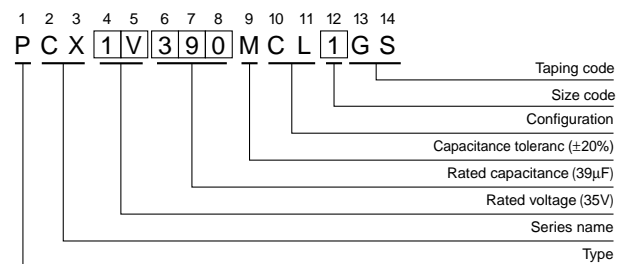 1 2 3 4 5 6 7 8 9 10 11 12 13 14
P C X 1 V 3 9 0 M C L 1 G S
Taping code
Size code
Configuration
Capacitance toleranc (±20%)
Rated capacitance (39μF)
Rated voltage (35V)
Series name
Type